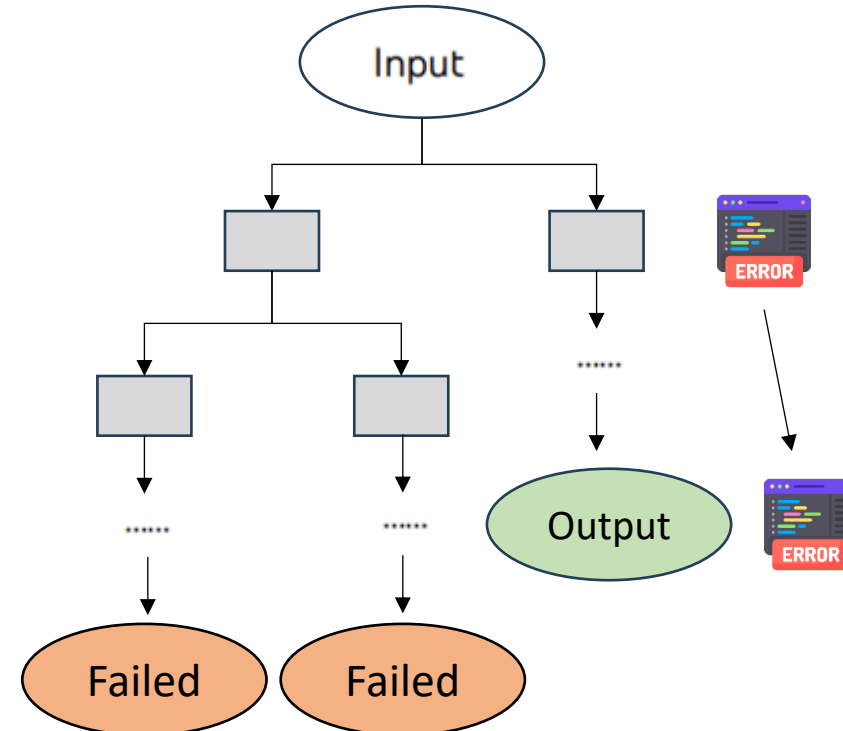 Input
ERROR
......
......
......
Output
ERROR
Failed
Failed